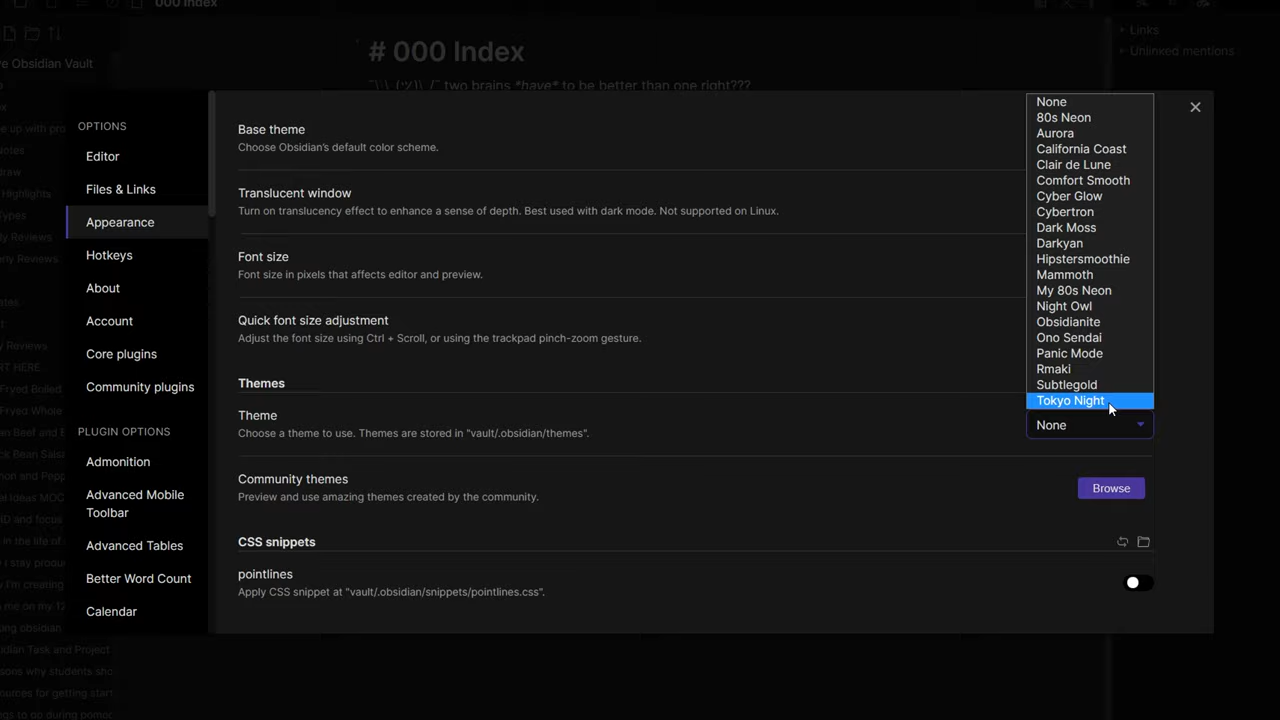 000 Index
ve Obsidian Vault
# 000 Index
two brains *have* to be better than one right???
Links
Unlinked mentions
OPTIONS
Editor
Files & Links
Appearance
Hotkeys
About
Account
Core plugins
Community plugins
PLUGIN OPTIONS
Admonition
Advanced Mobile
Toolbar
Advanced Tables
Better Word Count
Calendar
Base theme
Choose Obsidian's default color scheme.
Translucent window
Turn on translucency effect to enhance a sense of depth. Best used with dark mode. Not supported on Linux.
Font size
Font size in pixels that affects editor and preview.
Quick font size adjustment
Adjust the font size using Ctrl + Scroll, or using the trackpad pinch-zoom gesture.
Themes
Theme
Choose a theme to use. Themes are stored in "vault/.obsidian/themes".
None
80s Neon
Aurora
California Coast
Clair de Lune
Comfort Smooth
Cyber Glow
Cybertron
Dark Moss
Darkyan
Hipstersmoothie
Mammoth
My 80s Neon
Night Owl
Obsidianite
Ono Sendai
Panic Mode
Rmaki
Subtlegold
Tokyo Night
None
Community themes
Preview and use amazing themes created by the community.
Browse
CSS snippets
pointlines
Apply CSS snippet at "vault/.obsidian/snippets/pointlines.css".